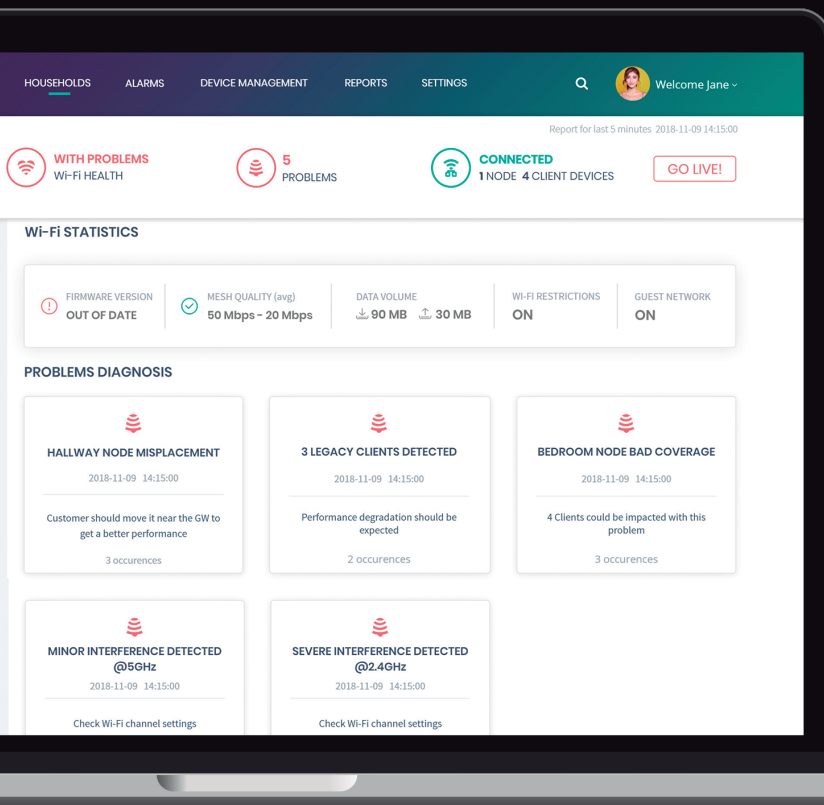 HOUSEHOLDS ALARMS DEVICE MANAGEMENT REPORTS SETTINGS Welcome Jane
Report for last 5 minutes 2018-11-09 14:15:00
WITH PROBLEMS
Wi-Fi HEALTH
5
PROBLEMS
CONNECTED
1 NODE 4 CLIENT DEVICES
GO LIVE!
Wi-Fi STATISTICS
FIRMWARE VERSION
OUT OF DATE
MESH QUALITY (avg)
50 Mbps - 20 Mbps
DATA VOLUME
90 MB 30 MB
WI-FI RESTRICTIONS
ON
GUEST NETWORK
ON
PROBLEMS DIAGNOSIS
HALLWAY NODE MISPLACEMENT
2018-11-09 14:15:00
Customer should move it near the GW to
get a better performance
3 occurences
3 LEGACY CLIENTS DETECTED
2018-11-09 14:15:00
Performance degradation should be
expected
2 occurences
BEDROOM NODE BAD COVERAGE
2018-11-09 14:15:00
4 Clients could be impacted with this
problem
3 occurences
MINOR INTERFERENCE DETECTED
@5GHz
2018-11-09 14:15:00
Check Wi-Fi channel settings
SEVERE INTERFERENCE DETECTED
@2.4GHz
2018-11-09 14:15:00
Check Wi-Fi channel settings